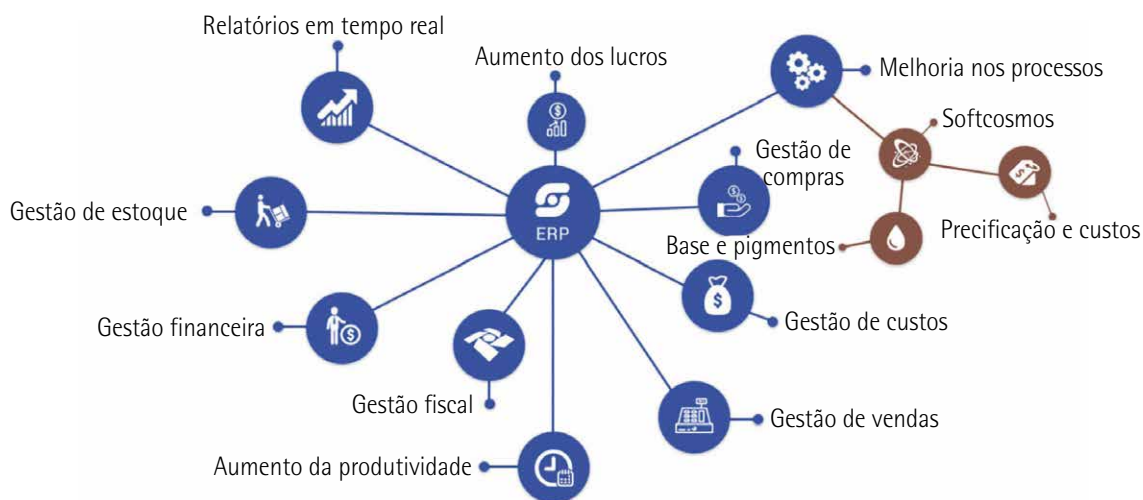 Relatórios em tempo real
Aumento dos lucros
Melhoria nos processos
Softcosmos
Gestão de
compras
Gestão de estoque
ERP
Base e pigmentos
Precificação e custos
Gestão financeira
Gestão de custos
Gestão fiscal
Gestão de vendas
Aumento da produtividade